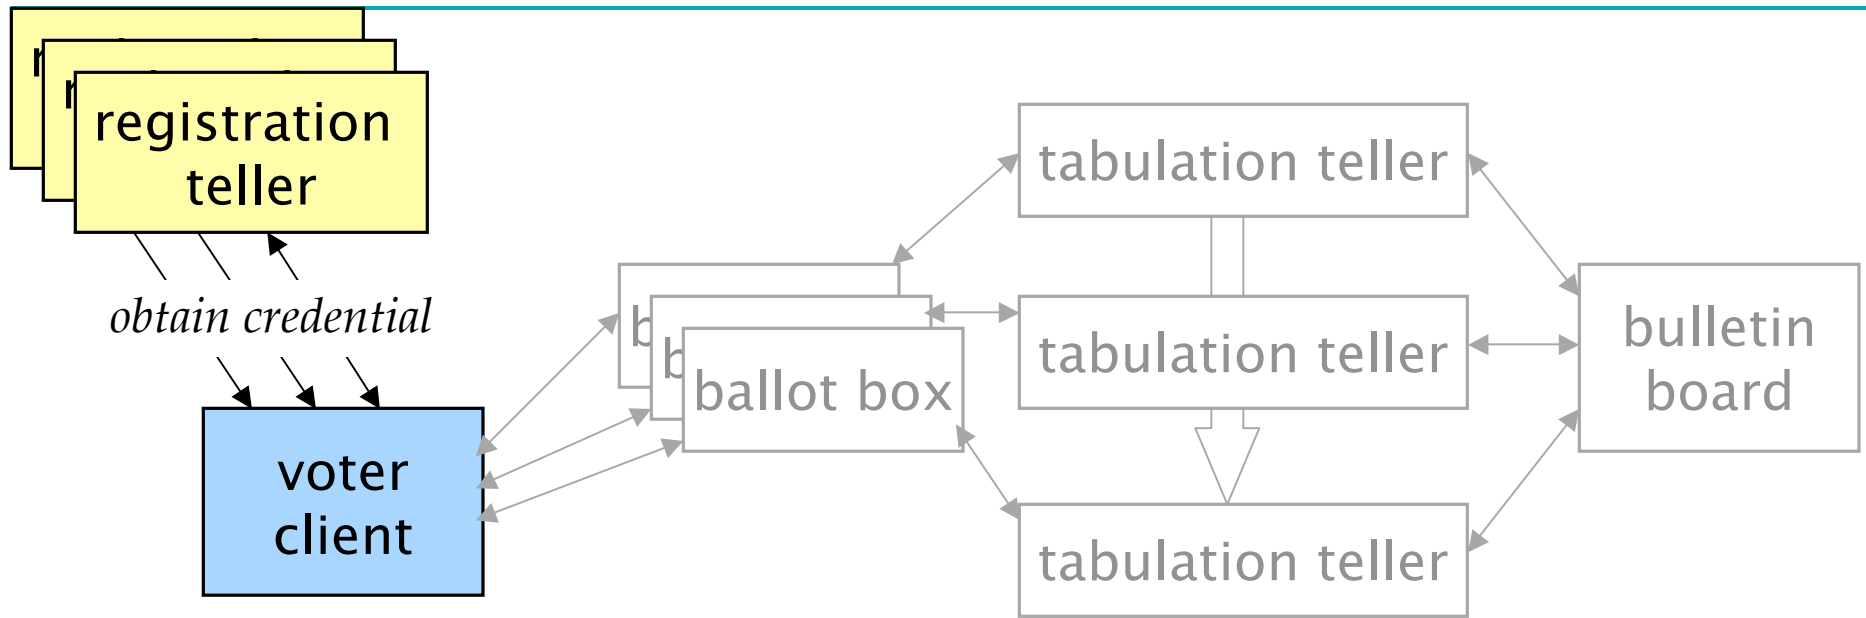 registration
teller
obtain credential
voter
client
ballot box
tabulation teller
tabulation teller
tabulation teller
bulletin
board